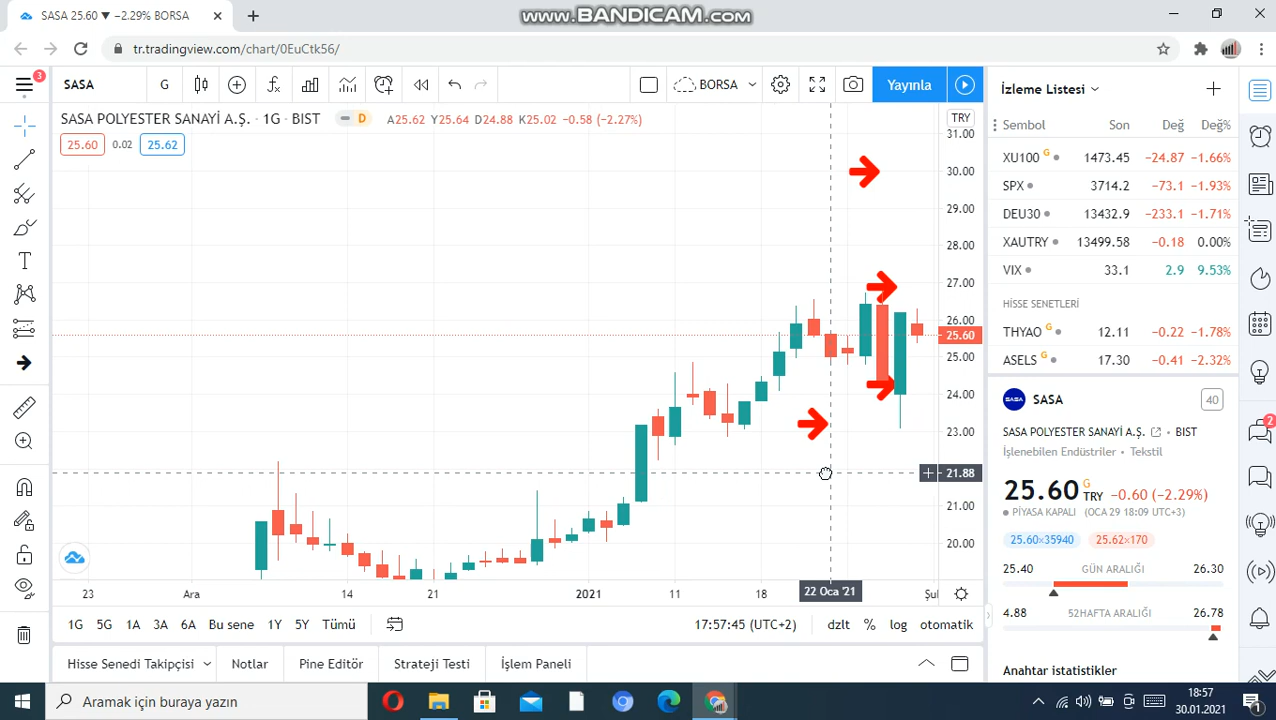 SASA 25.60 ▼ −2.29% BORSA
www.BANDICAM.com
tr.tradingview.com/chart/0EuCtk56/
3
SASA
G
BORSA
Yayınla
SASA POLYESTER SANAYİ A.Ş. · 1G · BIST
D
A25.62 Y25.64 D24.88 K25.02 −0.58 (−2.27%)
25.60
0.02
25.62
TRY
31.00
30.00
29.00
28.00
27.00
26.00
25.60
25.00
24.00
23.00
21.88
21.00
20.00
23
Ara
14
21
2021
11
18
22 Oca '21
Şul
1G 5G 1A 3A 6A Bu sene 1Y 5Y Tümü
17:57:45 (UTC+2)
dzlt % log otomatik
Hisse Senedi Takipçisi
Notlar
Pine Editör
Strateji Testi
İşlem Paneli
İzleme Listesi
Sembol Son Değ Değ%
XU100 G 1473.45 −24.87 −1.66%
SPX 3714.2 −73.1 −1.93%
DEU30 13432.9 −233.1 −1.71%
XAUTRY 13499.58 −0.18 0.00%
VIX 33.1 2.9 9.53%
HİSSE SENETLERİ
THYAO G 12.11 −0.22 −1.78%
ASELS G 17.30 −0.41 −2.32%
SASA
SASA
40
SASA POLYESTER SANAYİ A.Ş. BIST
İşlenebilen Endüstriler • Tekstil
25.60 G TRY −0.60 (−2.29%)
PİYASA KAPALI (OCA 29 18:09 UTC+3)
25.60×35940
25.62×170
25.40 GÜN ARALIĞI 26.30
4.88 52HAFTA ARALIĞI 26.78
Anahtar istatistikler
2
Aramak için buraya yazın
18:57
30.01.2021
1